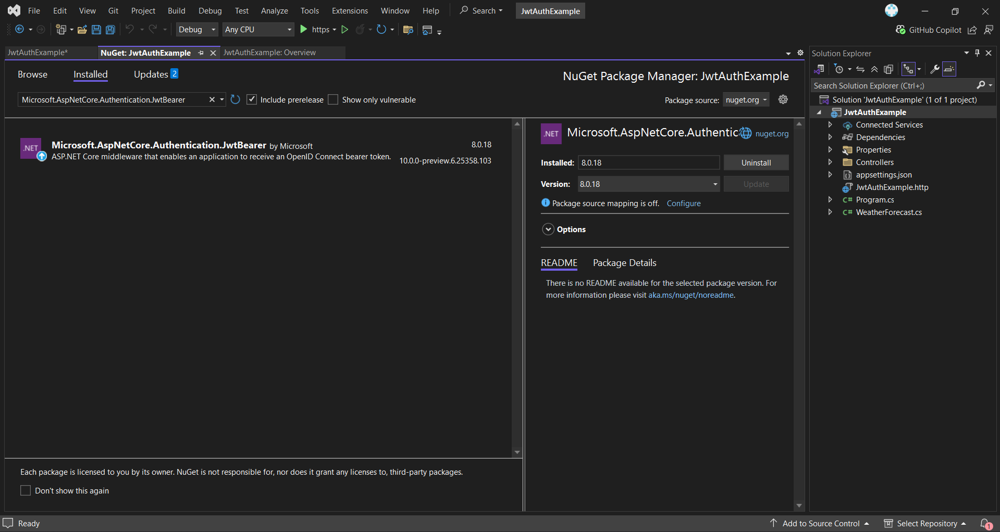 File Edit View Git Project Build Debug Test Analyze Tools Extensions Window Help Search JwtAuthExample
Debug Any CPU https GitHub Copilot
JwtAuthExample* NuGet: JwtAuthExample JwtAuthExample: Overview
Browse Installed Updates 2
NuGet Package Manager: JwtAuthExample
Microsoft.AspNetCore.Authentication.JwtBearer Include prerelease Show only vulnerable
Package source: nuget.org
.NET
Microsoft.AspNetCore.Authentication.JwtBearer by Microsoft 8.0.18
ASP.NET Core middleware that enables an application to receive an OpenID Connect bearer token. 10.0.0-preview.6.25358.103
Each package is licensed to you by its owner. NuGet is not responsible for, nor does it grant any licenses to, third-party packages.
Don't show this again
.NET Microsoft.AspNetCore.Authentic nuget.org
Installed: 8.0.18 Uninstall
Version: 8.0.18 Update
Package source mapping is off. Configure
Options
README Package Details
There is no README available for the selected package version. For
more information please visit aka.ms/nuget/noreadme.
Solution Explorer
Search Solution Explorer (Ctrl+;)
Solution 'JwtAuthExample' (1 of 1 project)
JwtAuthExample
Connected Services
Dependencies
Properties
Controllers
appsettings.json
JwtAuthExample.http
C# Program.cs
C# WeatherForecast.cs
Ready Add to Source Control Select Repository 1